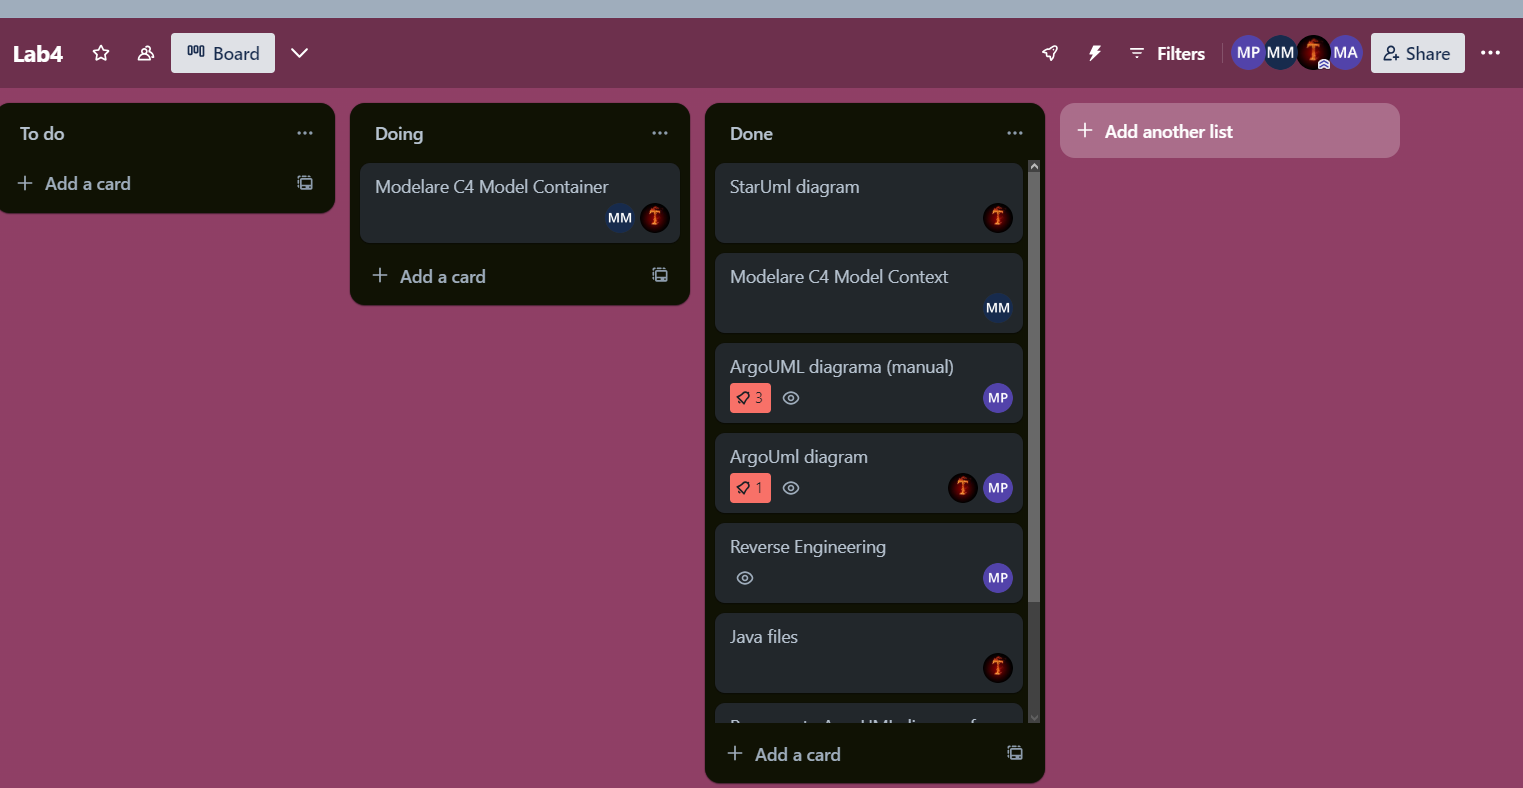 Lab4
Board
Filters
MP
MM
MA
Share
To do
Add a card
Doing
Modelare C4 Model Container
MM
Add a card
Done
StarUml diagram
Modelare C4 Model Context
MM
ArgoUML diagrama (manual)
3
MP
ArgoUml diagram
1
MP
Reverse Engineering
MP
Java files
Add a card
Add another list